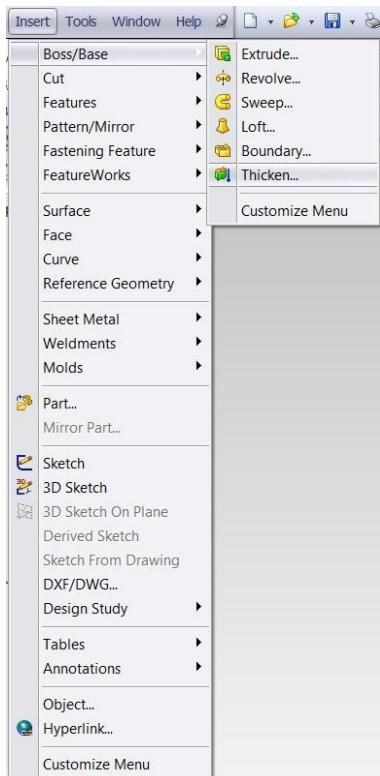 Insert Tools Window Help
Boss/Base
Cut
Features
Pattern/Mirror
Fastening Feature
FeatureWorks
Surface
Face
Curve
Reference Geometry
Sheet Metal
Weldments
Molds
Part...
Mirror Part...
Sketch
3D Sketch
3D Sketch On Plane
Derived Sketch
Sketch From Drawing
DXF/DWG...
Design Study
Tables
Annotations
Object...
Hyperlink...
Customize Menu
Extrude...
Revolve...
Sweep...
Loft...
Boundary...
Thicken...
Customize Menu